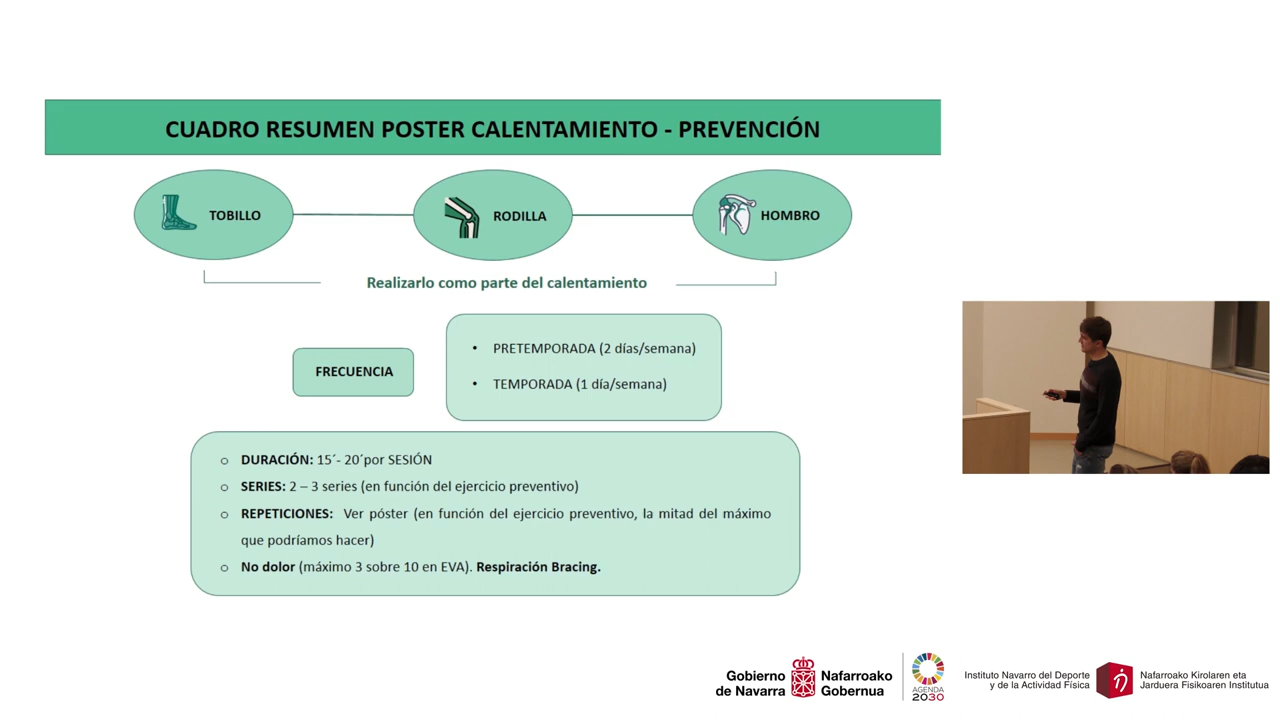 CUADRO RESUMEN POSTER CALENTAMIENTO - PREVENCIÓN
TOBILLO
RODILLA
HOMBRO
Realizarlo como parte del calentamiento
FRECUENCIA
• PRETEMPORADA (2 días/semana)
• TEMPORADA (1 día/semana)
o DURACIÓN: 15´- 20´por SESIÓN
o SERIES: 2 – 3 series (en función del ejercicio preventivo)
o REPETICIONES: Ver póster (en función del ejercicio preventivo, la mitad del máximo
que podríamos hacer)
o No dolor (máximo 3 sobre 10 en EVA). Respiración Bracing.
Gobierno
de Navarra
Nafarroako
Gobernua
AGENDA
2030
Instituto Navarro del Deporte
y de la Actividad Física
Nafarroako Kirolaren eta
Jarduera Fisikoaren Institutua